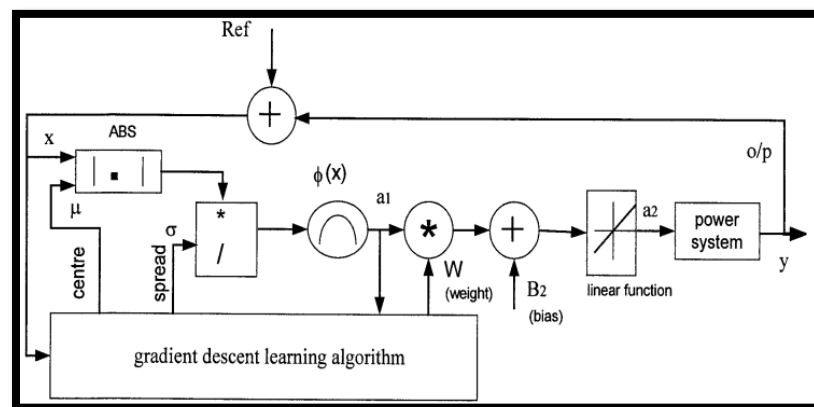 Ref
x
ABS
| . |
μ
centre
σ
spread
*
/
ϕ(x)
a1
*
W
(weight)
+
+
B2
(bias)
linear function
a2
power
system
o/p
y
gradient descent learning algorithm